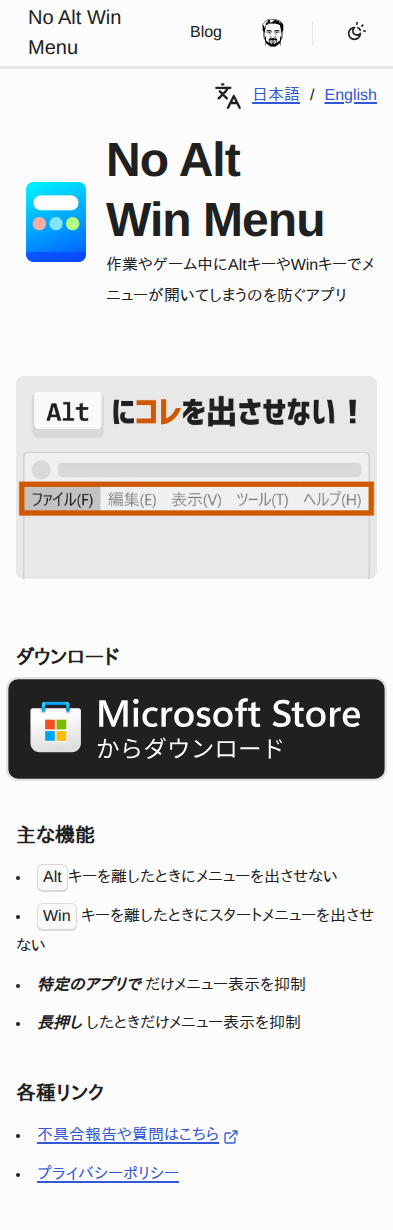 No Alt Win
Menu
Blog
日本語 / English
No Alt
Win Menu
作業やゲーム中にAltキーやWinキーでメ
ニューが開いてしまうのを防ぐアプリ
Alt にコレを出させない！
ファイル(F) 編集(E) 表示(V) ツール(T) ヘルプ(H)
ダウンロード
Microsoft Store
からダウンロード
主な機能
• Alt キーを離したときにメニューを出させない
• Win キーを離したときにスタートメニューを出させ
ない
• 特定のアプリで だけメニュー表示を抑制
• 長押し したときだけメニュー表示を抑制
各種リンク
• 不具合報告や質問はこちら
• プライバシーポリシー